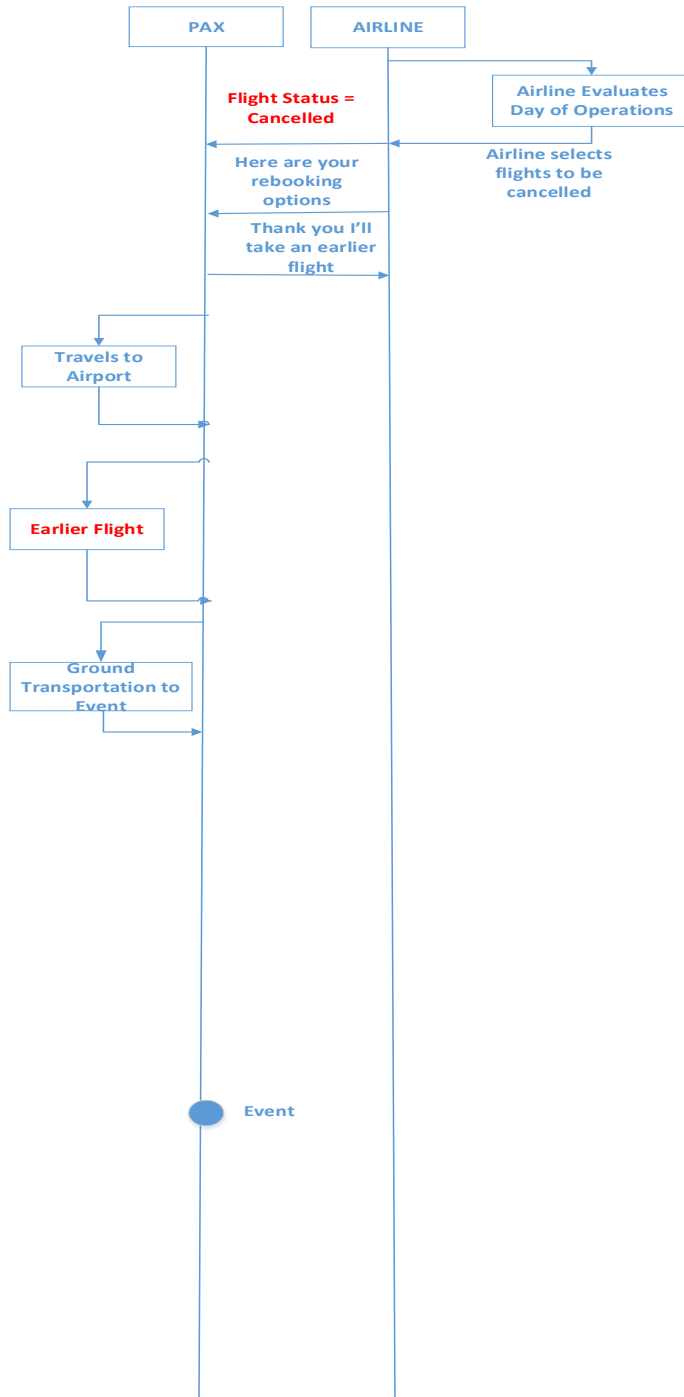 PAX
AIRLINE
Airline Evaluates
Day of Operations
Flight Status =
Cancelled
Airline selects
flights to be
cancelled
Here are your
rebooking
options
Thank you I’ll
take an earlier
flight
Travels to
Airport
Earlier Flight
Ground
Transportation to
Event
Event